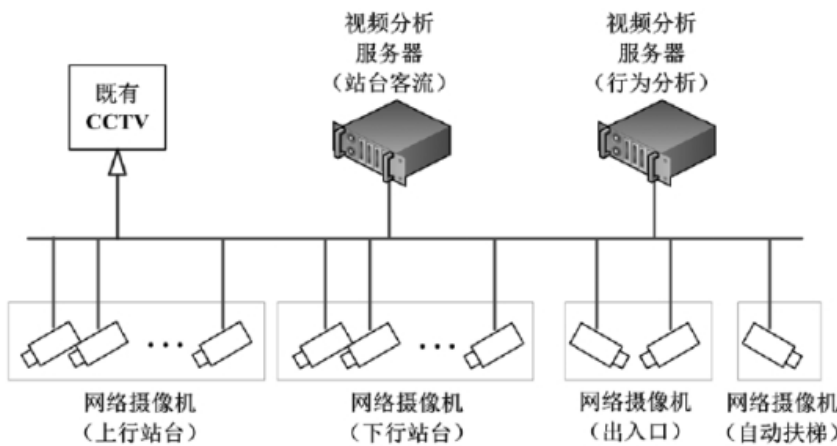 既有
CCTV
视频分析
服务器
（站台客流）
视频分析
服务器
（行为分析）
网络摄像机
（上行站台）
网络摄像机
（下行站台）
网络摄像机
（出入口）
网络摄像机
（自动扶梯）